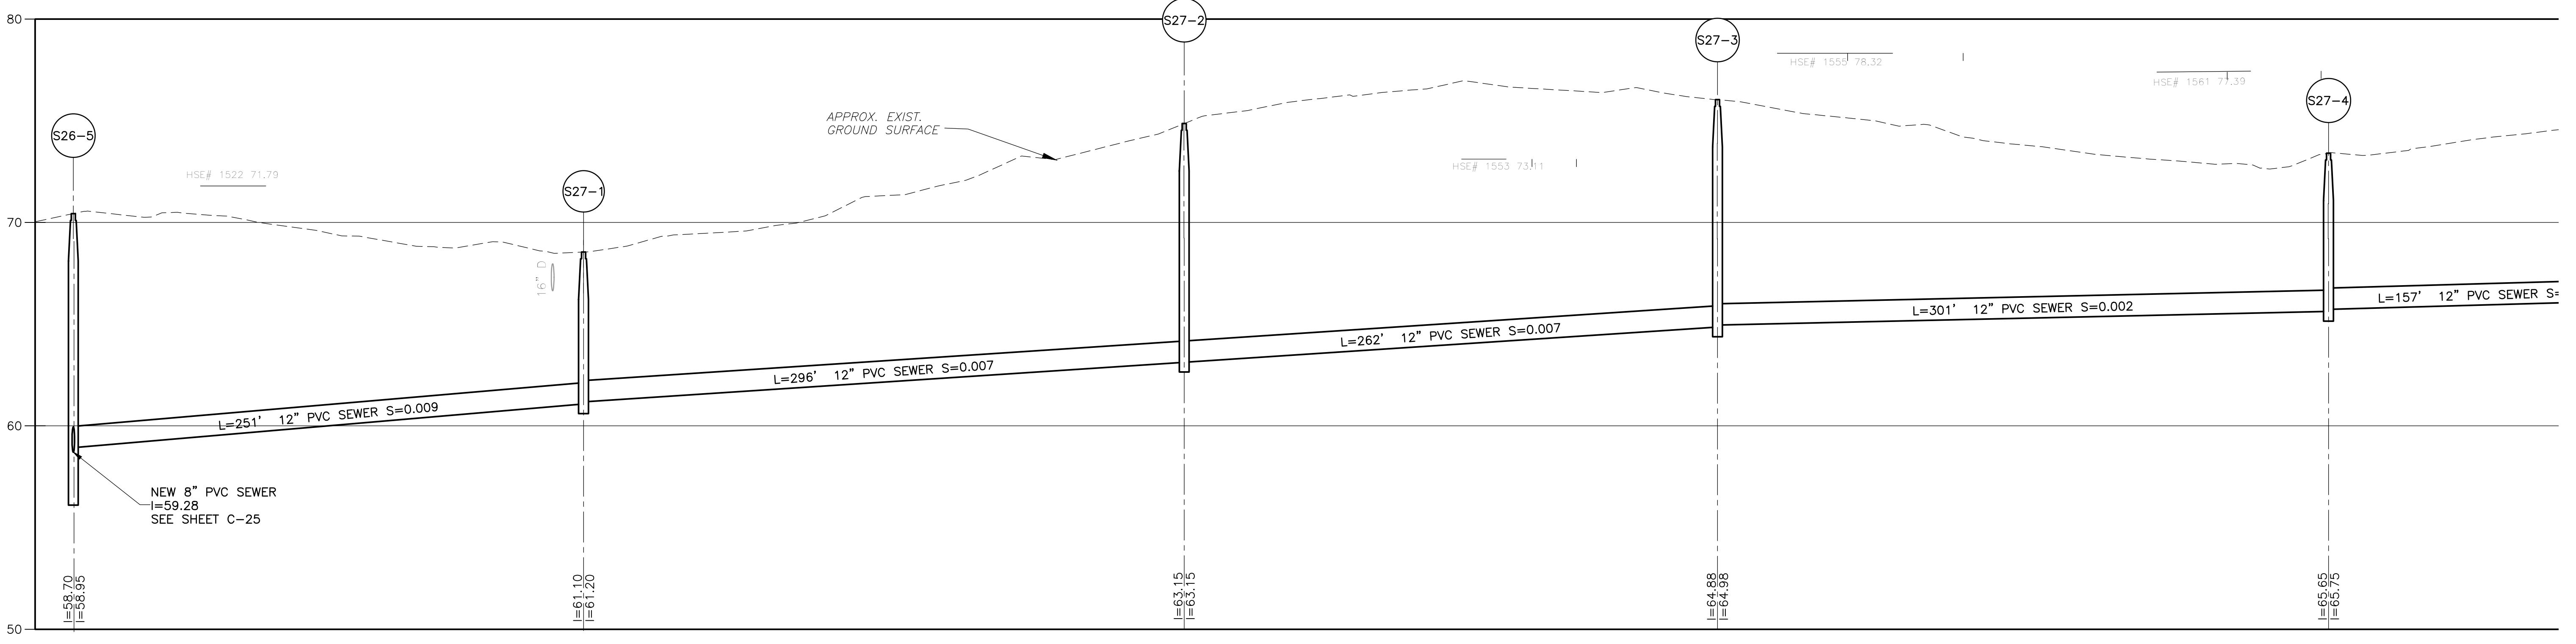 80
S27-2
S27-3
HSE# 1555 78.32
HSE# 1561 77.39
S27-4
APPROX. EXIST.
GROUND SURFACE
S26-5
HSE# 1553 73.11
HSE# 1522 71.79
S27-1
70
16" D
L=301' 12" PVC SEWER S=0.002
L=157' 12" PVC SEWER S=
L=262' 12" PVC SEWER S=0.007
L=296' 12" PVC SEWER S=0.007
L=251' 12" PVC SEWER S=0.009
60
NEW 8" PVC SEWER
I=59.28
SEE SHEET C-25
I=58.70
I=58.95
I=61.10
I=61.20
I=63.15
I=63.15
I=64.88
I=64.98
I=65.65
I=65.75
50